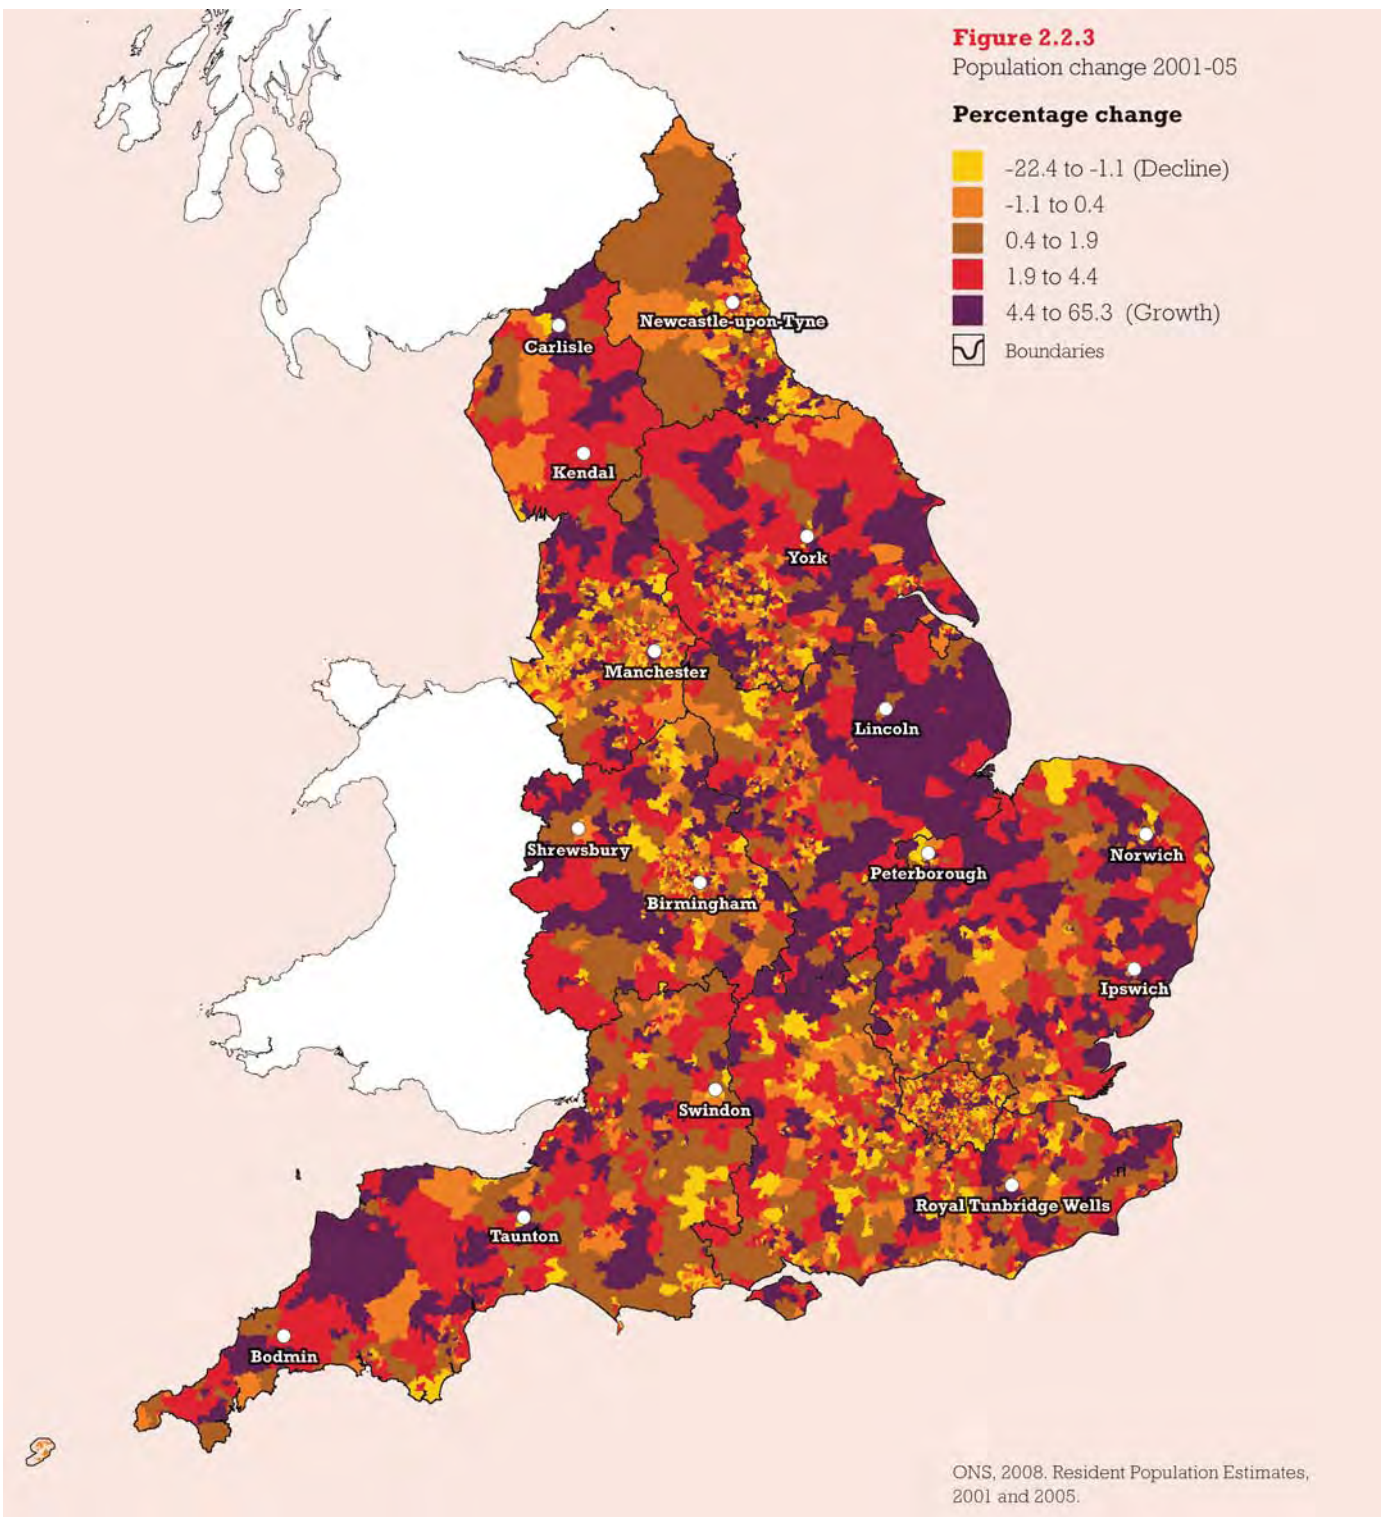 Figure 2.2.3
Population change 2001-05
Percentage change
-22.4 to -1.1 (Decline)
-1.1 to 0.4
0.4 to 1.9
1.9 to 4.4
4.4 to 65.3 (Growth)
Boundaries
Newcastle-upon-Tyne
Carlisle
Kendal
York
Manchester
Lincoln
Shrewsbury
Norwich
Peterborough
Birmingham
Ipswich
Swindon
Royal Tunbridge Wells
Taunton
Bodmin
ONS, 2008. Resident Population Estimates,
2001 and 2005.